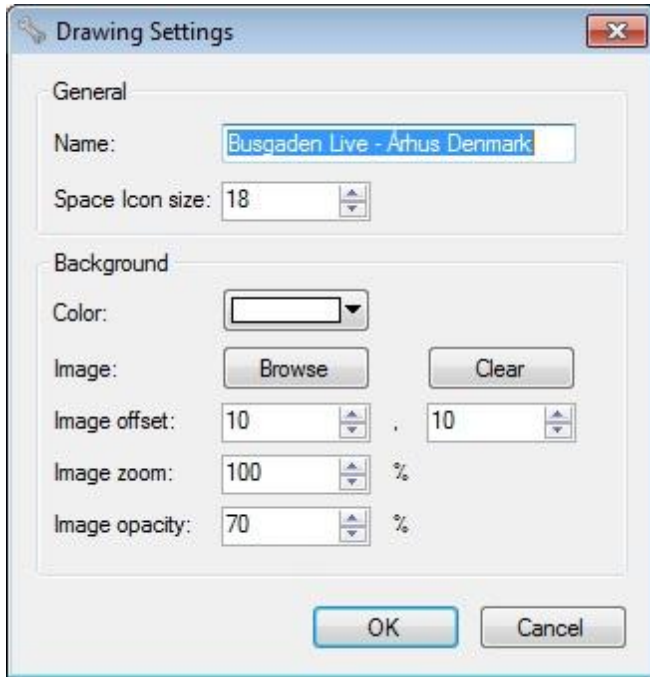 Drawing Settings
General
Name: Busgaden Live - Århus Denmark
Space Icon size: 18
Background
Color:
Image: Browse Clear
Image offset: 10 , 10
Image zoom: 100 %
Image opacity: 70 %
OK Cancel